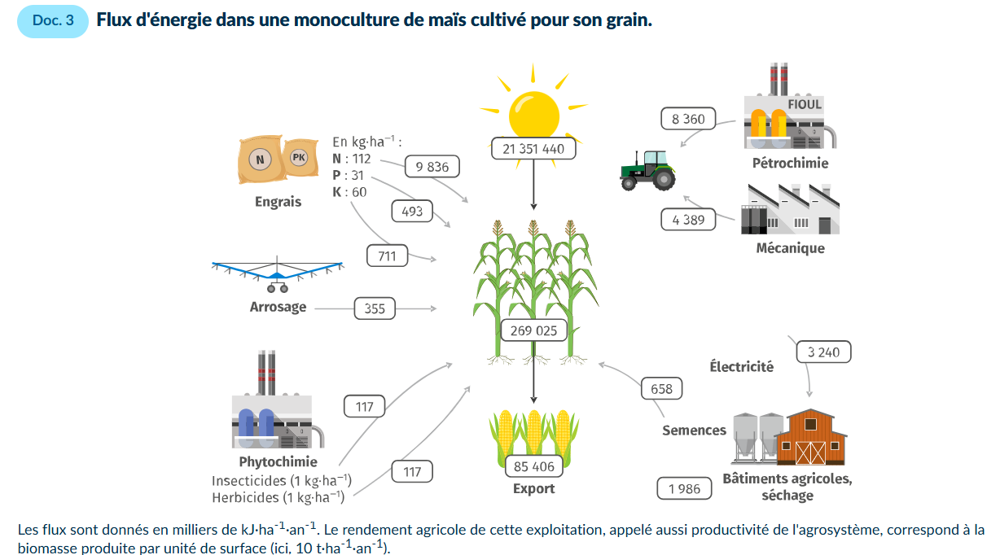 Doc. 3 Flux d'énergie dans une monoculture de maïs cultivé pour son grain.
En kg·ha⁻¹ :
N : 112
P : 31
K : 60
N
PK
Engrais
9 836
493
711
Arrosage
355
21 351 440
8 360
FIOUL
Pétrochimie
4 389
Mécanique
269 025
3 240
Électricité
658
Semences
Bâtiments agricoles,
séchage
1 986
117
Phytochimie
Insecticides (1 kg·ha⁻¹)
Herbicides (1 kg·ha⁻¹)
117
85 406
Export
Les flux sont donnés en milliers de kJ·ha⁻¹·an⁻¹. Le rendement agricole de cette exploitation, appelé aussi productivité de l'agrosystème, correspond à la
biomasse produite par unité de surface (ici, 10 t·ha⁻¹·an⁻¹).